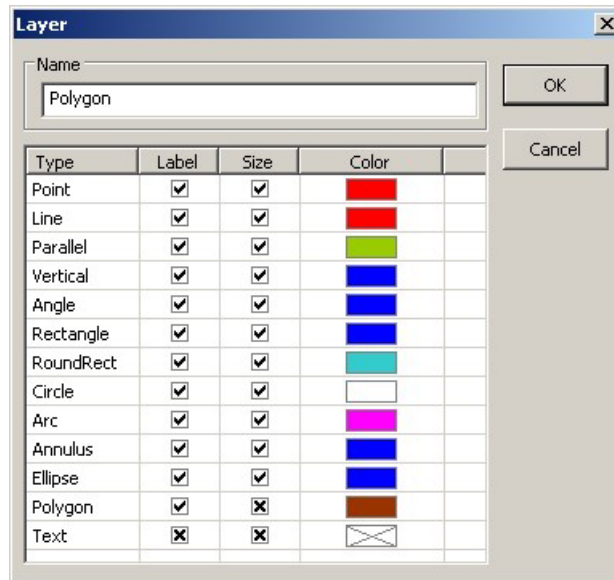 Layer
Name
OK
Polygon
Cancel
Type Label Size Color
Point
Line
Parallel
Vertical
Angle
Rectangle
RoundRect
Circle
Arc
Annulus
Ellipse
Polygon
Text